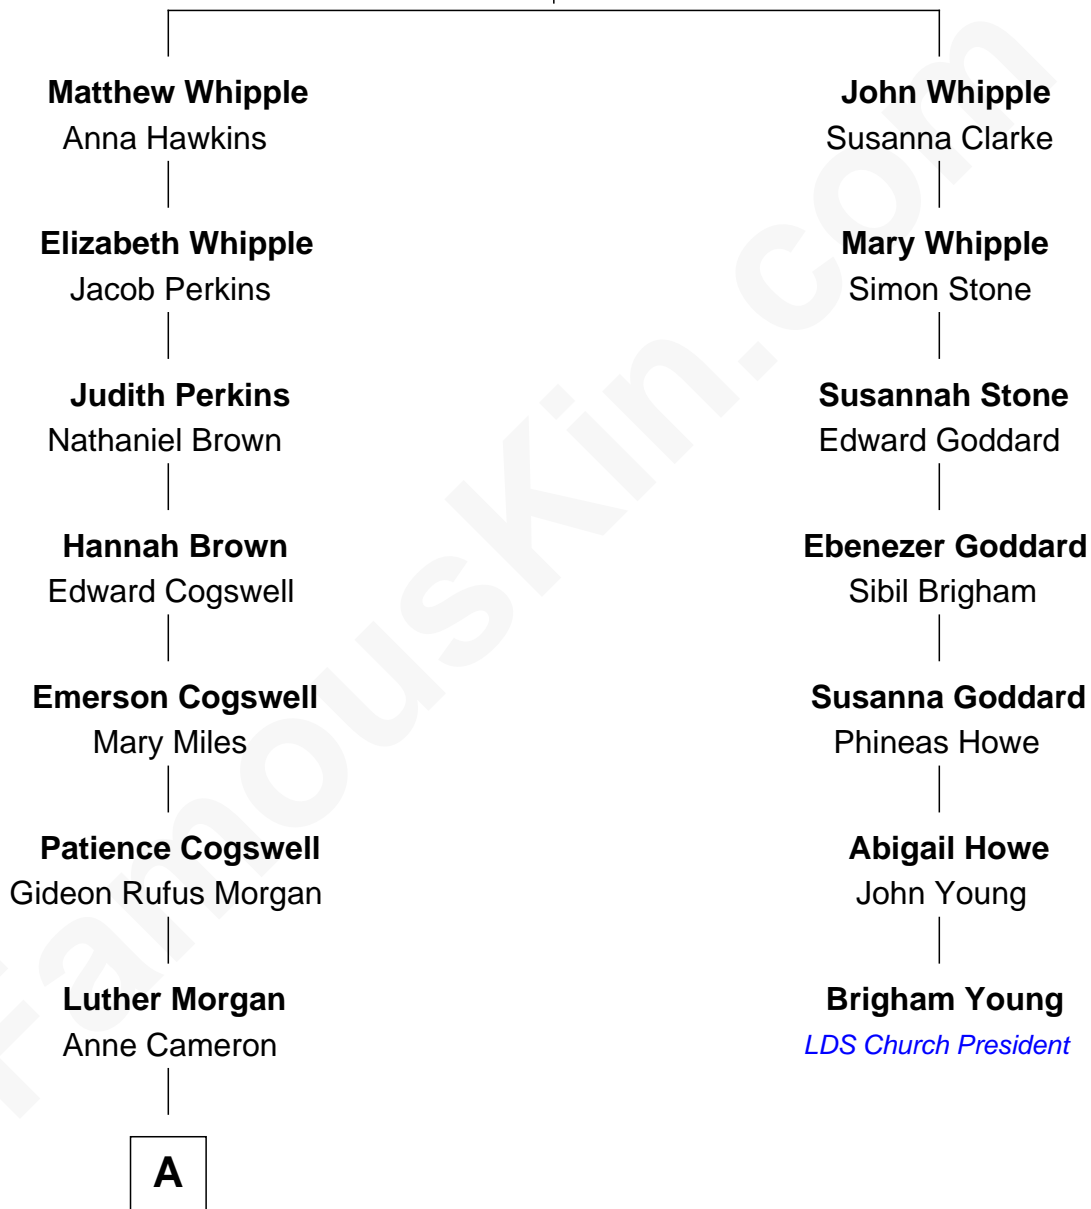 Matthew Whipple
Anna Hawkins
Elizabeth Whipple
Jacob Perkins
Judith Perkins
Nathaniel Brown
Hannah Brown
Edward Cogswell
Emerson Cogswell
Mary Miles
Patience Cogswell
Gideon Rufus Morgan
Luther Morgan
Anne Cameron
A
John Whipple
Susanna Clarke
Mary Whipple
Simon Stone
Susannah Stone
Edward Goddard
Ebenezer Goddard
Sibil Brigham
Susanna Goddard
Phineas Howe
Abigail Howe
John Young
Brigham Young
LDS Church President
FamousKin.com